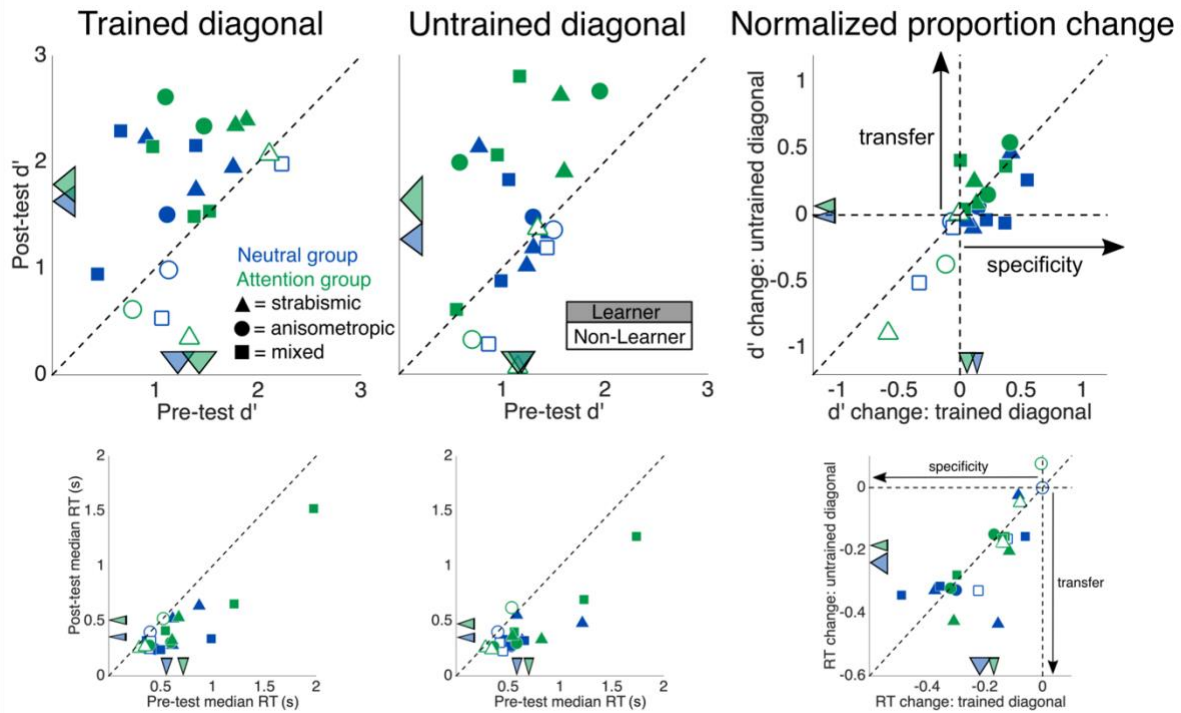 Trained diagonal
Untrained diagonal
Normalized proportion change
3
2
1
0
Post-test d'
1
2
3
Pre-test d'
Neutral group
Attention group
= strabismic
= anisometropic
= mixed
1
2
3
Pre-test d'
Learner
Non-Learner
1
0.5
0
-0.5
-1
d' change: untrained diagonal
transfer
specificity
-1
-0.5
0
0.5
1
d' change: trained diagonal
2
1.5
1
0.5
0
Post-test median RT (s)
0.5
1
1.5
2
Pre-test median RT (s)
2
1.5
1
0.5
0
0.5
1
1.5
2
Pre-test median RT (s)
0
-0.2
-0.4
-0.6
RT change: untrained diagonal
specificity
transfer
-0.4
-0.2
0
RT change: trained diagonal